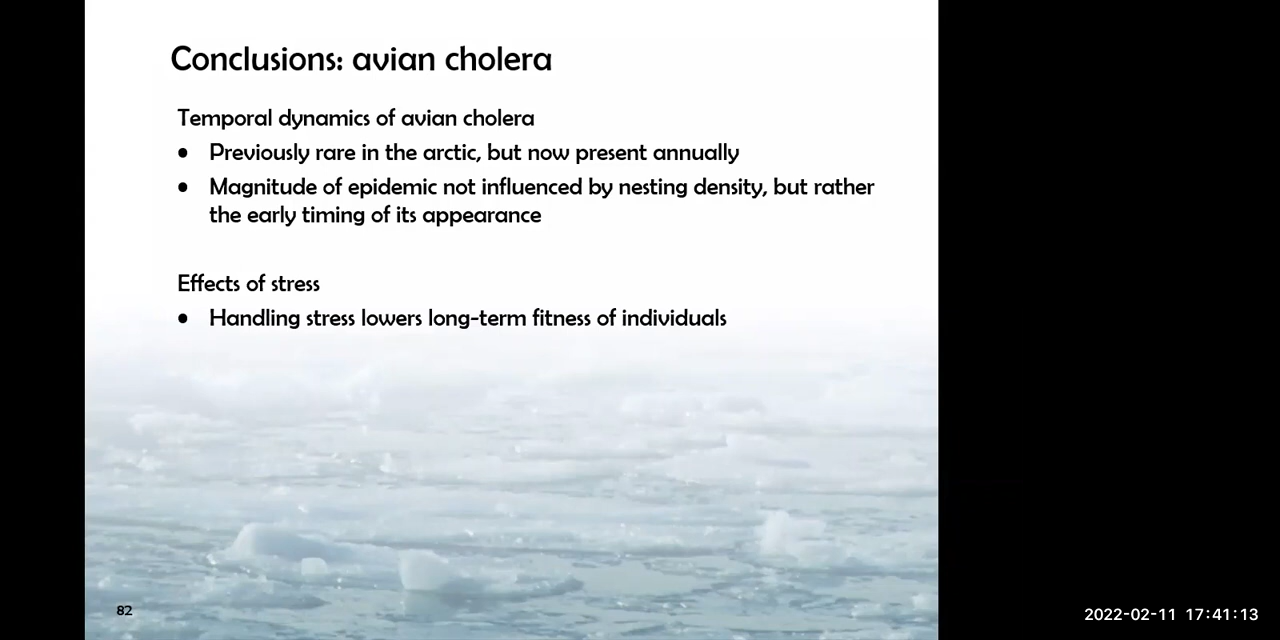 Conclusions: avian cholera
Temporal dynamics of avian cholera
• Previously rare in the arctic, but now present annually
• Magnitude of epidemic not influenced by nesting density, but rather
the early timing of its appearance
Effects of stress
• Handling stress lowers long-term fitness of individuals
82
2022-02-11 17:41:13